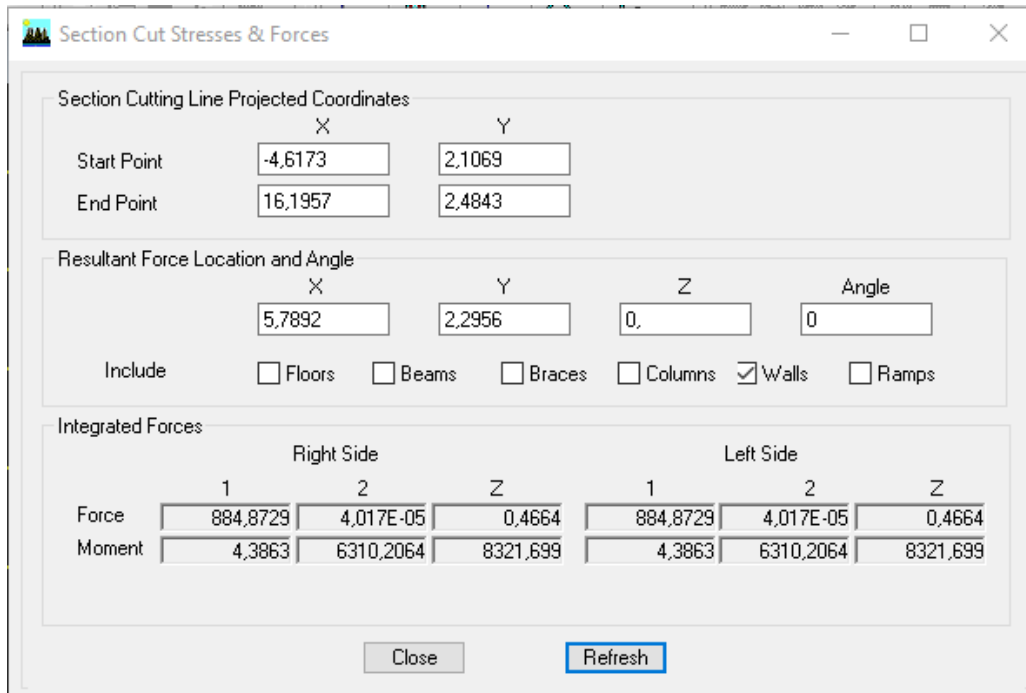 Section Cut Stresses & Forces
Section Cutting Line Projected Coordinates
X Y
Start Point -4,6173 2,1069
End Point 16,1957 2,4843
Resultant Force Location and Angle
X Y Z Angle
5,7892 2,2956 0, 0
Include Floors Beams Braces Columns Walls Ramps
Integrated Forces
Right Side Left Side
1 2 Z 1 2 Z
Force 884,8729 4,017E-05 0,4664 884,8729 4,017E-05 0,4664
Moment 4,3863 6310,2064 8321,699 4,3863 6310,2064 8321,699
Close Refresh